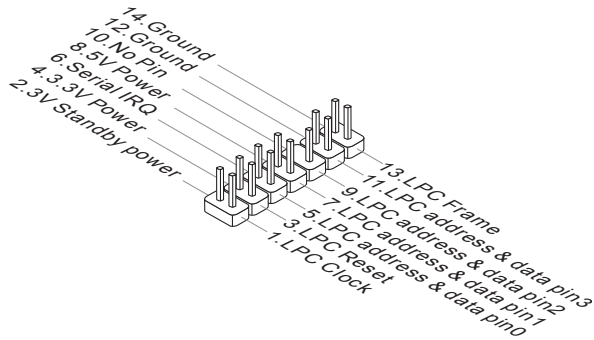 14.Ground
12.Ground
10.No Pin
8.5V Power
6.Serial IRQ
4.3.3V Power
2.3V Standby power
13.LPC Frame
11.LPC address & data pin3
9.LPC address & data pin2
7.LPC address & data pin1
5.LPC address & data pin0
3.LPC Reset
1.LPC Clock